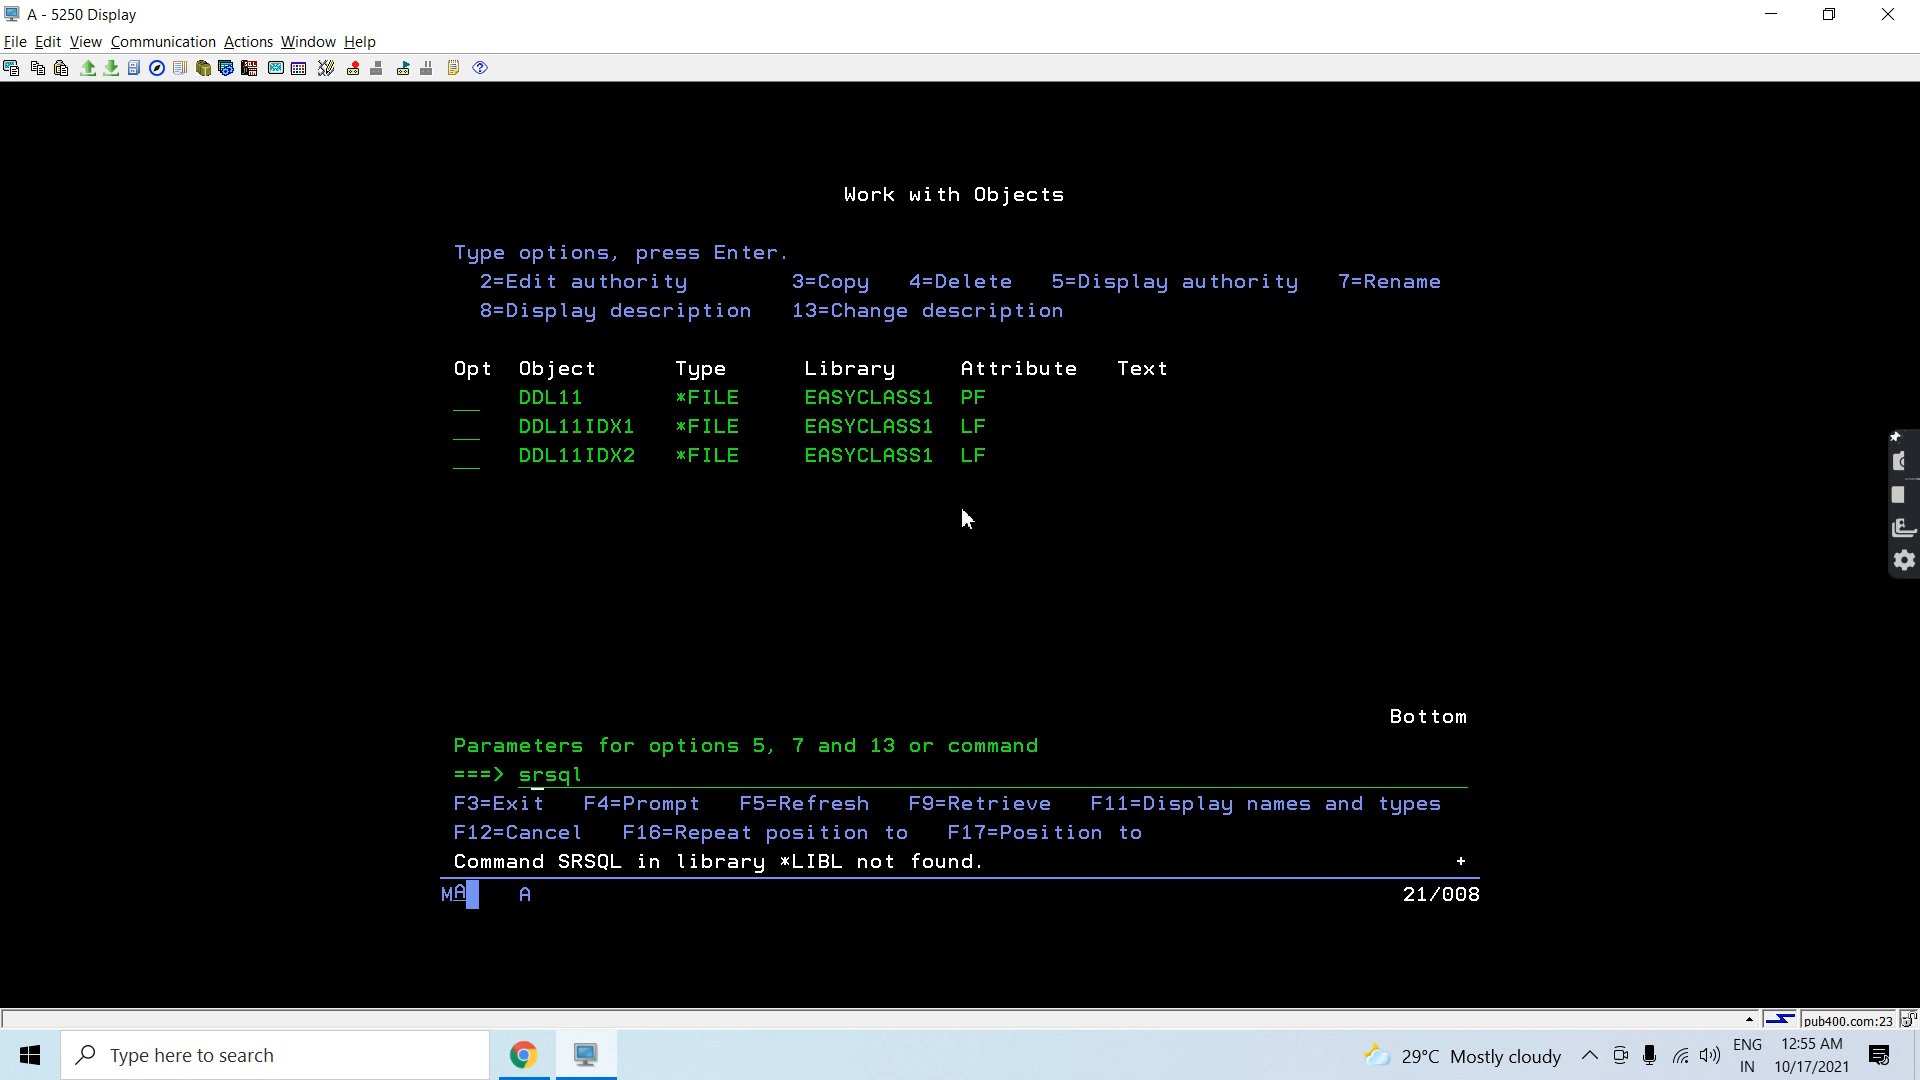 A - 5250 Display
File Edit View Communication Actions Window Help
Work with Objects
Type options, press Enter.
2=Edit authority 3=Copy 4=Delete 5=Display authority 7=Rename
8=Display description 13=Change description
Opt Object Type Library Attribute Text
DDL11 *FILE EASYCLASS1 PF
DDL11IDX1 *FILE EASYCLASS1 LF
DDL11IDX2 *FILE EASYCLASS1 LF
Bottom
Parameters for options 5, 7 and 13 or command
===> srsql
F3=Exit F4=Prompt F5=Refresh F9=Retrieve F11=Display names and types
F12=Cancel F16=Repeat position to F17=Position to
Command SRSQL in library *LIBL not found. +
MA A 21/008
pub400.com:23
Type here to search
29°C Mostly cloudy
ENG
IN
12:55 AM
10/17/2021